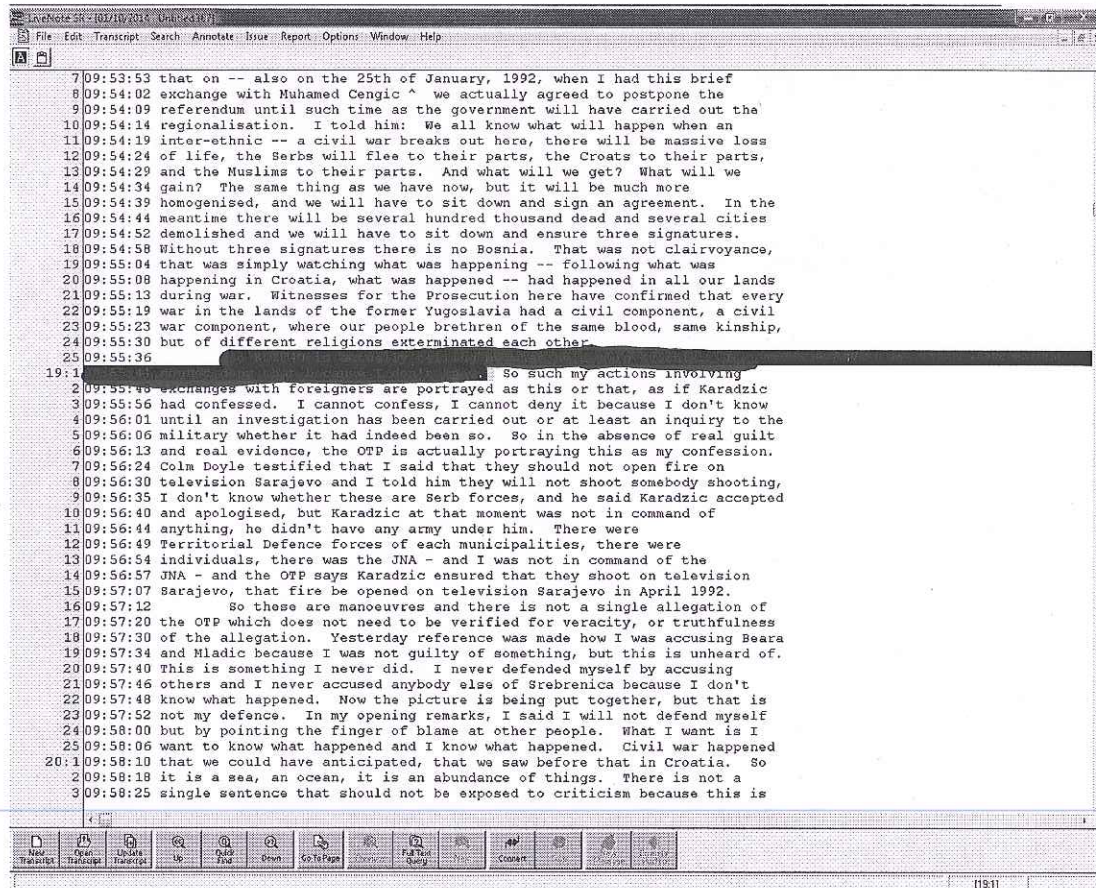 LiveNote SR - [01/10/2014 Untitled187]
File Edit Transcript Search Annotate Issue Report Options Window Help
7 09:53:53 that on -- also on the 25th of January, 1992, when I had this brief
8 09:54:02 exchange with Muhamed Cengic ^ we actually agreed to postpone the
9 09:54:09 referendum until such time as the government will have carried out the
10 09:54:14 regionalisation. I told him: We all know what will happen when an
11 09:54:19 inter-ethnic -- a civil war breaks out here, there will be massive loss
12 09:54:24 of life, the Serbs will flee to their parts, the Croats to their parts,
13 09:54:29 and the Muslims to their parts. And what will we get? What will we
14 09:54:34 gain? The same thing as we have now, but it will be much more
15 09:54:39 homogenised, and we will have to sit down and sign an agreement. In the
16 09:54:44 meantime there will be several hundred thousand dead and several cities
17 09:54:52 demolished and we will have to sit down and ensure three signatures.
18 09:54:58 Without three signatures there is no Bosnia. That was not clairvoyance,
19 09:55:04 that was simply watching what was happening -- following what was
20 09:55:08 happening in Croatia, what was happened -- had happened in all our lands
21 09:55:13 during war. Witnesses for the Prosecution here have confirmed that every
22 09:55:19 war in the lands of the former Yugoslavia had a civil component, a civil
23 09:55:23 war component, where our people brethren of the same blood, same kinship,
24 09:55:30 but of different religions exterminated each other.
25 09:55:36
19:1 So such my actions involving
2 09:55:48 exchanges with foreigners are portrayed as this or that, as if Karadzic
3 09:55:56 had confessed. I cannot confess, I cannot deny it because I don't know
4 09:56:01 until an investigation has been carried out or at least an inquiry to the
5 09:56:06 military whether it had indeed been so. So in the absence of real guilt
6 09:56:13 and real evidence, the OTP is actually portraying this as my confession.
7 09:56:24 Colm Doyle testified that I said that they should not open fire on
8 09:56:30 television Sarajevo and I told him they will not shoot somebody shooting,
9 09:56:35 I don't know whether these are Serb forces, and he said Karadzic accepted
10 09:56:40 and apologised, but Karadzic at that moment was not in command of
11 09:56:44 anything, he didn't have any army under him. There were
12 09:56:49 Territorial Defence forces of each municipalities, there were
13 09:56:54 individuals, there was the JNA - and I was not in command of the
14 09:56:57 JNA - and the OTP says Karadzic ensured that they shoot on television
15 09:57:07 Sarajevo, that fire be opened on television Sarajevo in April 1992.
16 09:57:12 So these are manoeuvres and there is not a single allegation of
17 09:57:20 the OTP which does not need to be verified for veracity, or truthfulness
18 09:57:30 of the allegation. Yesterday reference was made how I was accusing Beara
19 09:57:34 and Mladic because I was not guilty of something, but this is unheard of.
20 09:57:40 This is something I never did. I never defended myself by accusing
21 09:57:46 others and I never accused anybody else of Srebrenica because I don't
22 09:57:48 know what happened. Now the picture is being put together, but that is
23 09:57:52 not my defence. In my opening remarks, I said I will not defend myself
24 09:58:00 but by pointing the finger of blame at other people. What I want is I
25 09:58:06 want to know what happened and I know what happened. Civil war happened
20:1 09:58:10 that we could have anticipated, that we saw before that in Croatia. So
2 09:58:18 it is a sea, an ocean, it is an abundance of things. There is not a
3 09:58:25 single sentence that should not be exposed to criticism because this is
New Transcript Open Transcript Update Transcript Up Quick Find Down Go To Page Full Text Query Connect
[19:1]